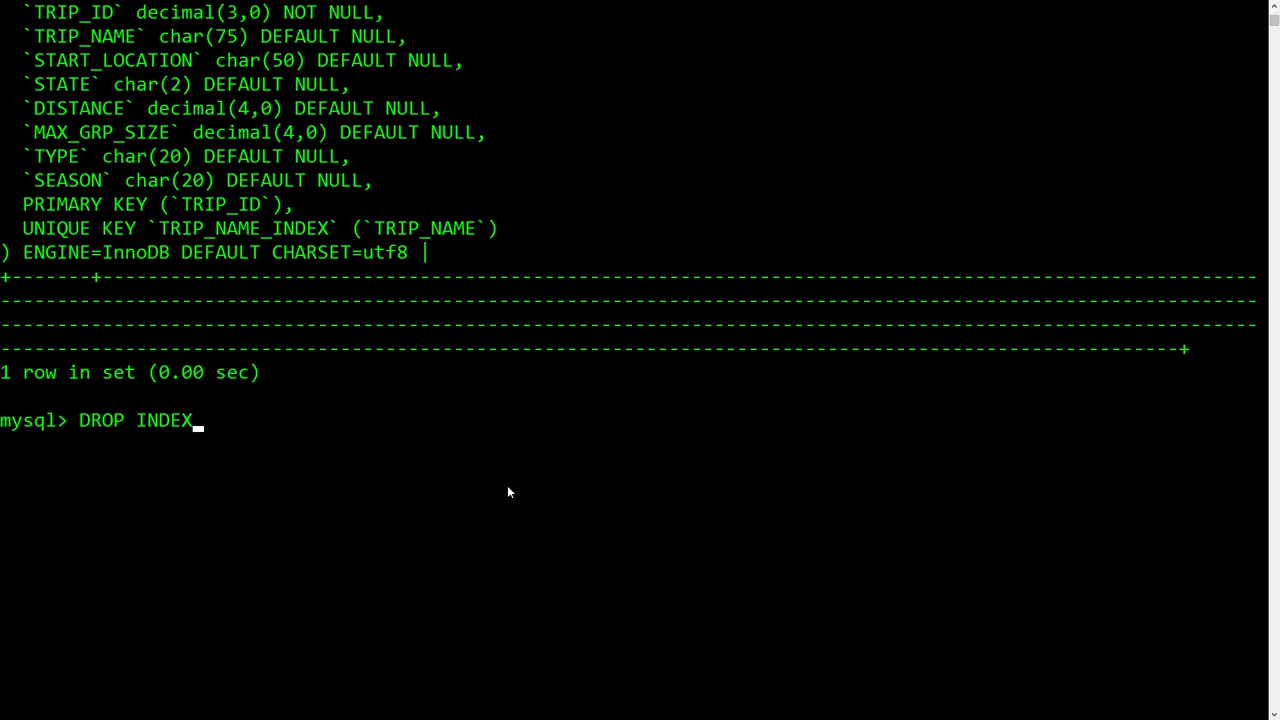 `TRIP_ID` decimal(3,0) NOT NULL,
`TRIP_NAME` char(75) DEFAULT NULL,
`START_LOCATION` char(50) DEFAULT NULL,
`STATE` char(2) DEFAULT NULL,
`DISTANCE` decimal(4,0) DEFAULT NULL,
`MAX_GRP_SIZE` decimal(4,0) DEFAULT NULL,
`TYPE` char(20) DEFAULT NULL,
`SEASON` char(20) DEFAULT NULL,
PRIMARY KEY (`TRIP_ID`),
UNIQUE KEY `TRIP_NAME_INDEX` (`TRIP_NAME`)
) ENGINE=InnoDB DEFAULT CHARSET=utf8 |
+-------+------------------------------------------------------------------------------------------------------
---------------------------------------------------------------------------------------------------------------
---------------------------------------------------------------------------------------------------------------
--------------------------------------------------------------------------------------------------------+
1 row in set (0.00 sec)
mysql> DROP INDEX_